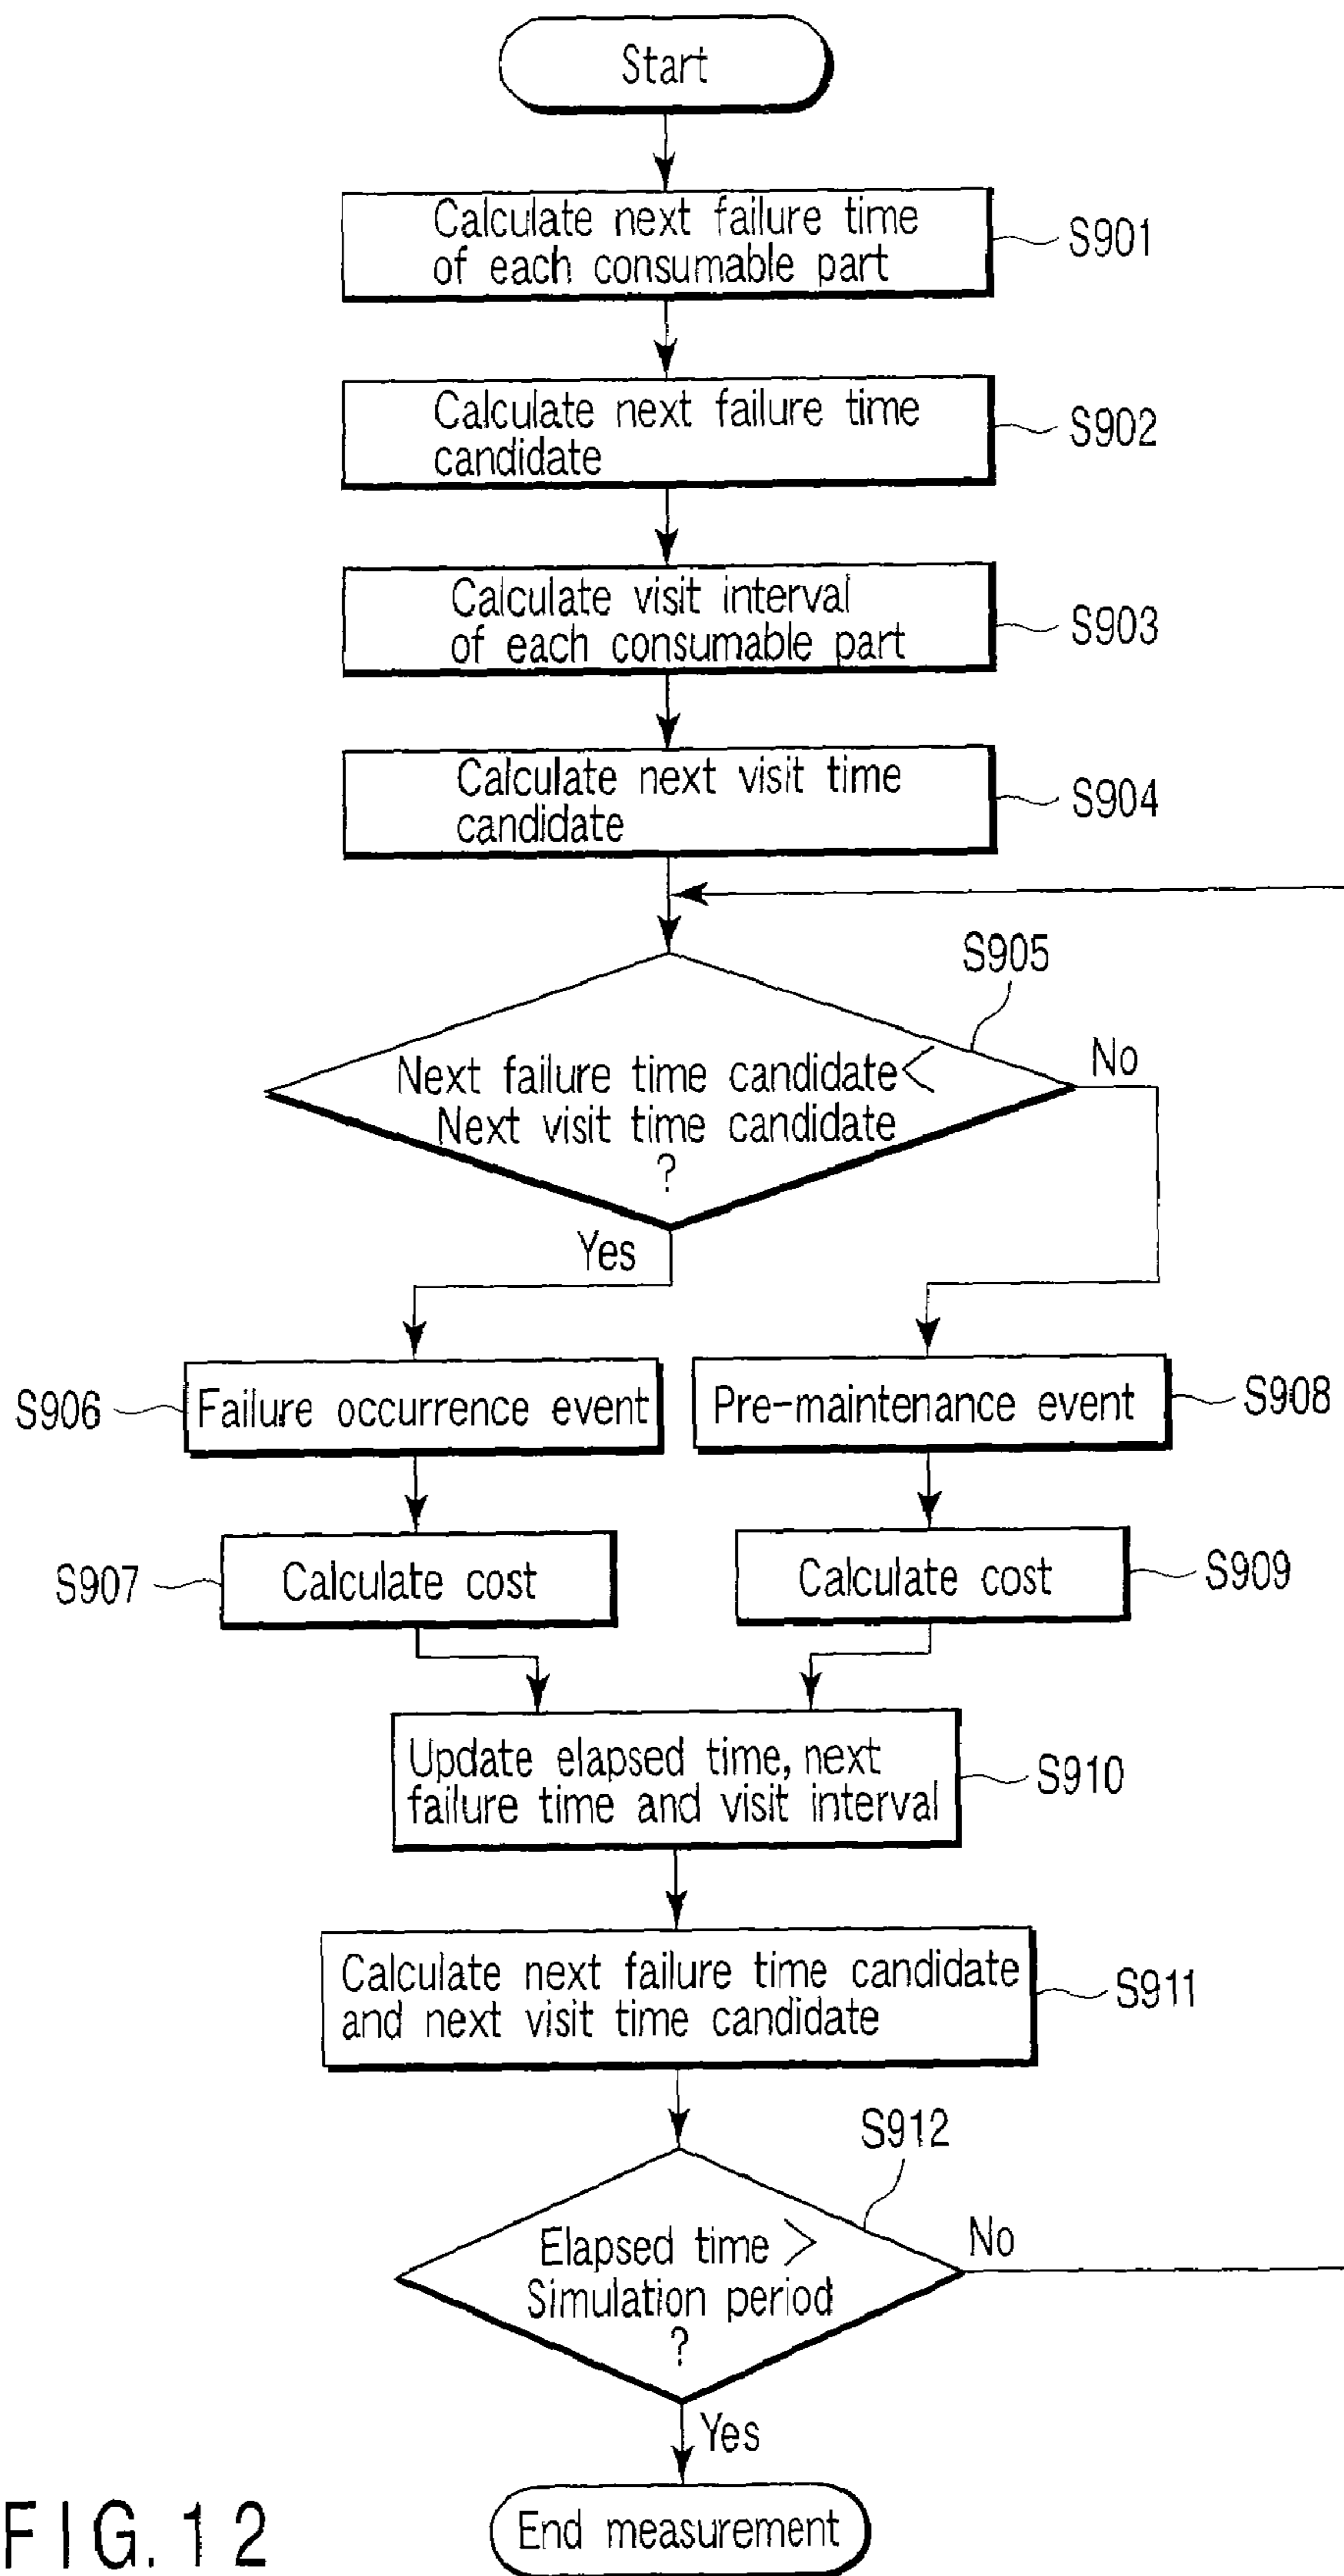 Start
Calculate next failure time
of each consumable part
S901
Calculate next failure time
candidate
S902
Calculate visit interval
of each consumable part
S903
Calculate next visit time
candidate
S904
S905
Next failure time candidate<
Next visit time candidate
?
No
Yes
S906
Failure occurrence event
Pre-maintenance event
S908
S907
Calculate cost
Calculate cost
S909
Update elapsed time, next
failure time and visit interval
S910
Calculate next failure time candidate
and next visit time candidate
S911
S912
Elapsed time >
Simulation period
?
No
Yes
End measurement
FIG.12